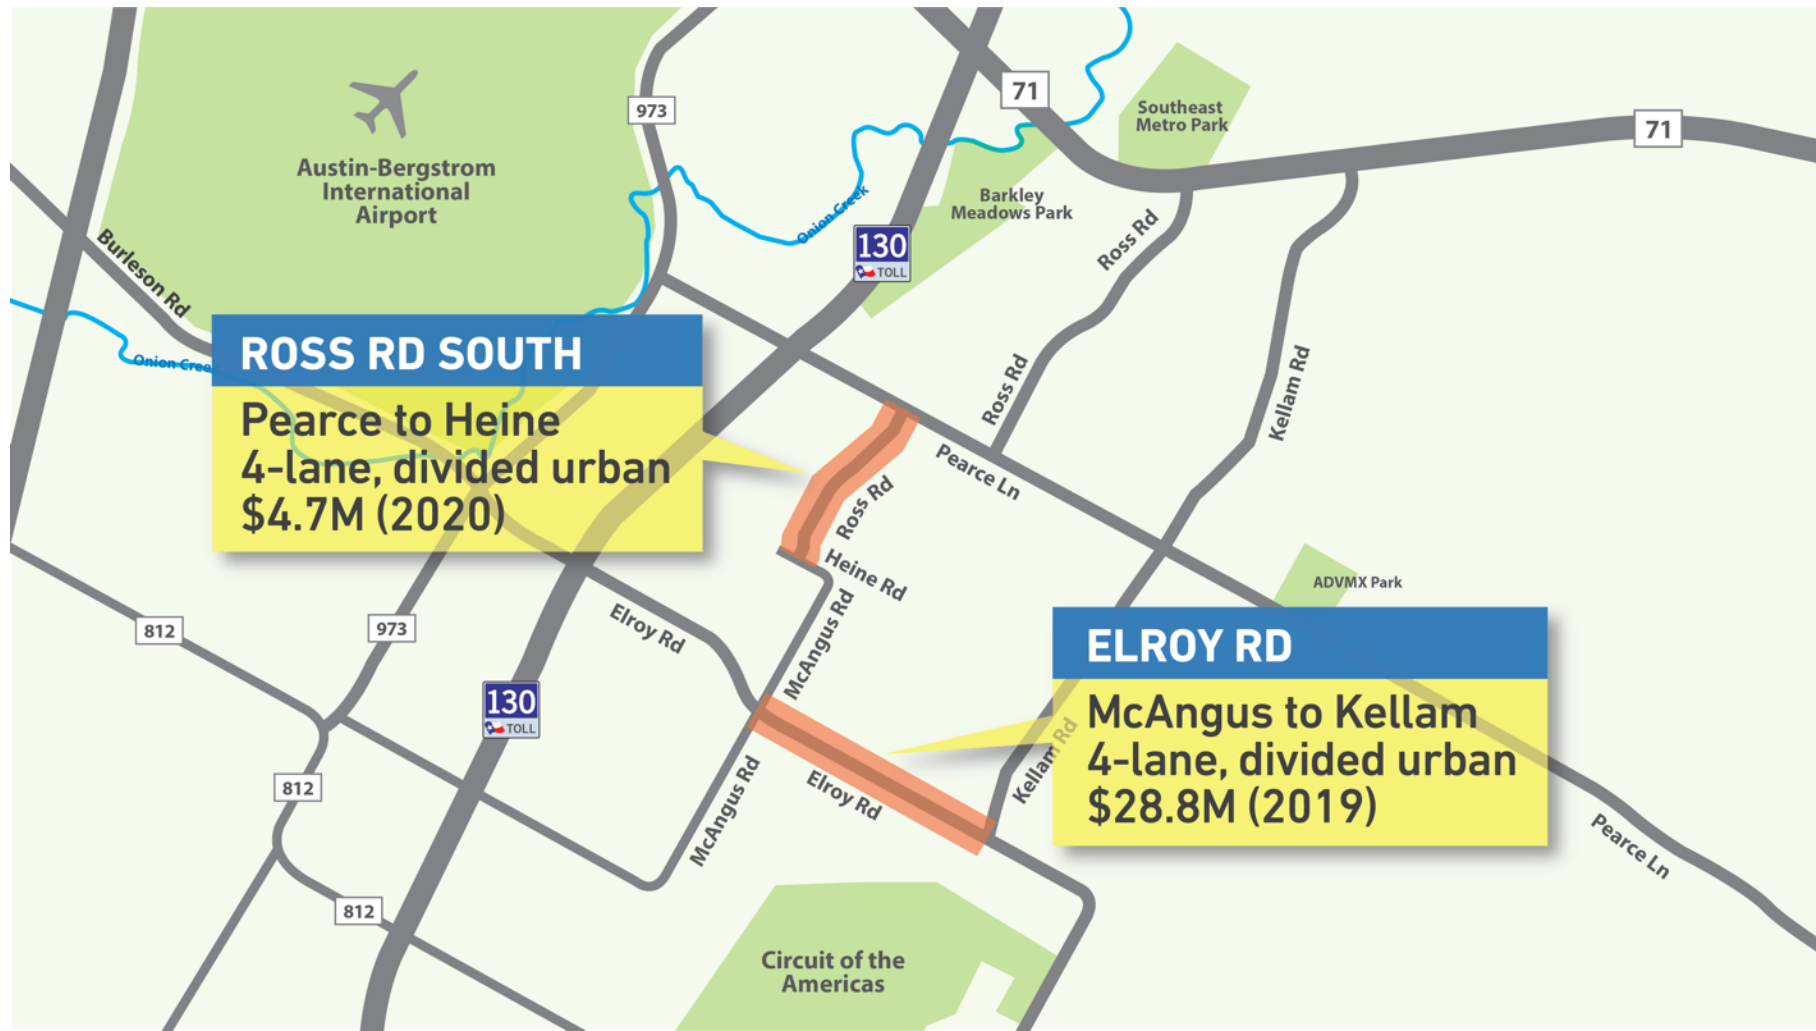 71
973
Southeast
Metro Park
71
Austin-Bergstrom
International
Airport
Barkley
Meadows Park
Onion Creek
Ross Rd
130
TOLL
Burleson Rd
Onion Cree
ROSS RD SOUTH
Pearce to Heine
4-lane, divided urban
$4.7M (2020)
Ross Rd
Kellam Rd
Pearce Ln
Ross Rd
Heine Rd
ADVMX Park
812
973
Elroy Rd
McAngus Rd
ELROY RD
McAngus to Kellam
4-lane, divided urban
$28.8M (2019)
130
TOLL
Kellam Rd
812
McAngus Rd
Elroy Rd
Pearce Ln
812
Circuit of the
Americas